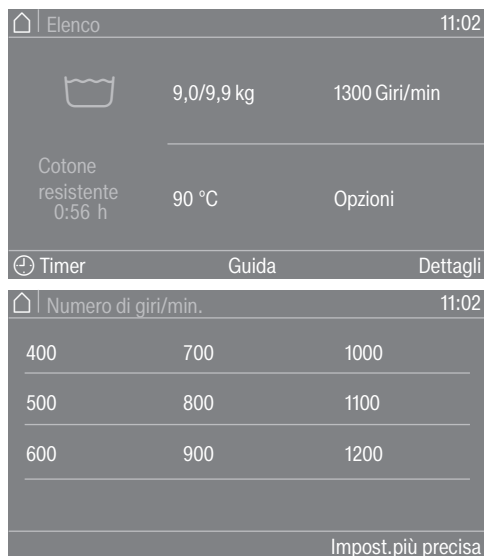 Elenco 11:02
9,0/9,9 kg 1300 Giri/min
Cotone
resistente
0:56 h
90 °C Opzioni
Timer Guida Dettagli
Numero di giri/min. 11:02
400 700 1000
500 800 1100
600 900 1200
Impost.più precisa